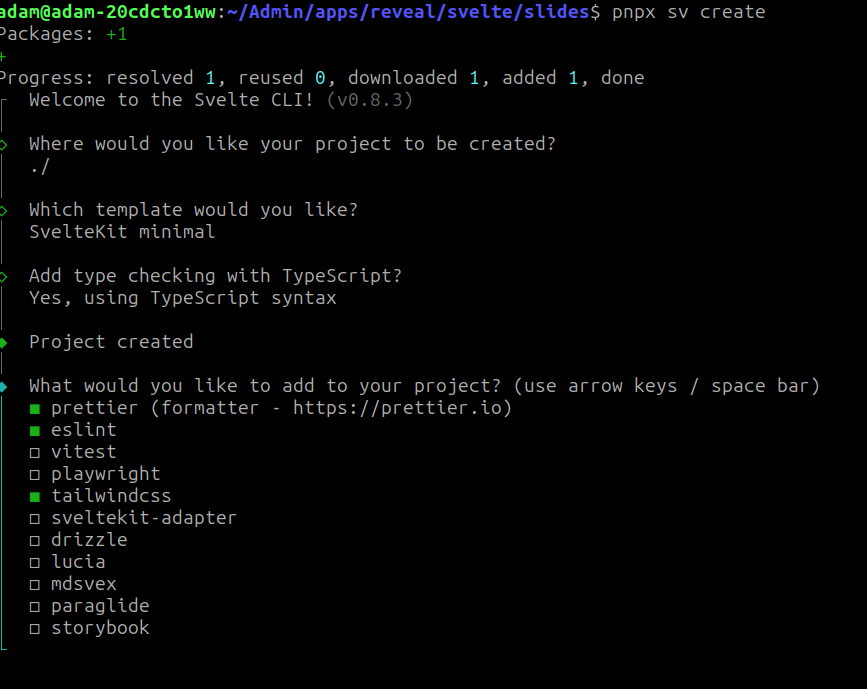 adam@adam-20cdcto1ww:~/Admin/apps/reveal/svelte/slides$ pnpx sv create
Packages: +1
+
Progress: resolved 1, reused 0, downloaded 1, added 1, done
Welcome to the Svelte CLI! (v0.8.3)
Where would you like your project to be created?
./
Which template would you like?
SvelteKit minimal
Add type checking with TypeScript?
Yes, using TypeScript syntax
Project created
What would you like to add to your project? (use arrow keys / space bar)
prettier (formatter - https://prettier.io)
eslint
vitest
playwright
tailwindcss
sveltekit-adapter
drizzle
lucia
mdsvex
paraglide
storybook